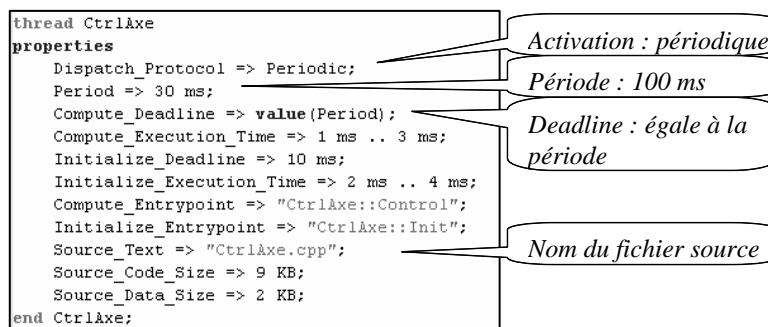 thread CtrlAxe
properties
Dispatch_Protocol => Periodic;
Period => 30 ms;
Compute_Deadline => value(Period);
Compute_Execution_Time => 1 ms .. 3 ms;
Initialize_Deadline => 10 ms;
Initialize_Execution_Time => 2 ms .. 4 ms;
Compute_Entrypoint => "CtrlAxe::Control";
Initialize_Entrypoint => "CtrlAxe::Init";
Source_Text => "CtrlAxe.cpp";
Source_Code_Size => 9 KB;
Source_Data_Size => 2 KB;
end CtrlAxe;
Activation : périodique
Période : 100 ms
Deadline : égale à la
période
Nom du fichier source